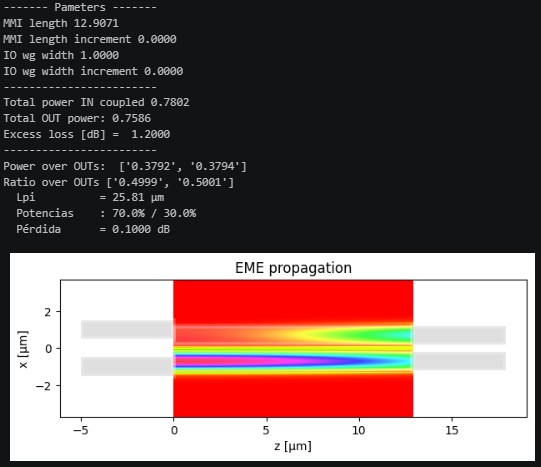 ------- Pameters -------
MMI length 12.9071
MMI length increment 0.0000
IO wg width 1.0000
IO wg width increment 0.0000
------------------------
Total power IN coupled 0.7802
Total OUT power: 0.7586
Excess loss [dB] =  1.2000
------------------------
Power over OUTs:  ['0.3792', '0.3794']
Ratio over OUTs ['0.4999', '0.5001']
Lpi          = 25.81 μm
Potencias    : 70.0% / 30.0%
Pérdida      = 0.1000 dB
EME propagation
x [μm]
2
0
−2
−5
0
5
10
15
z [μm]